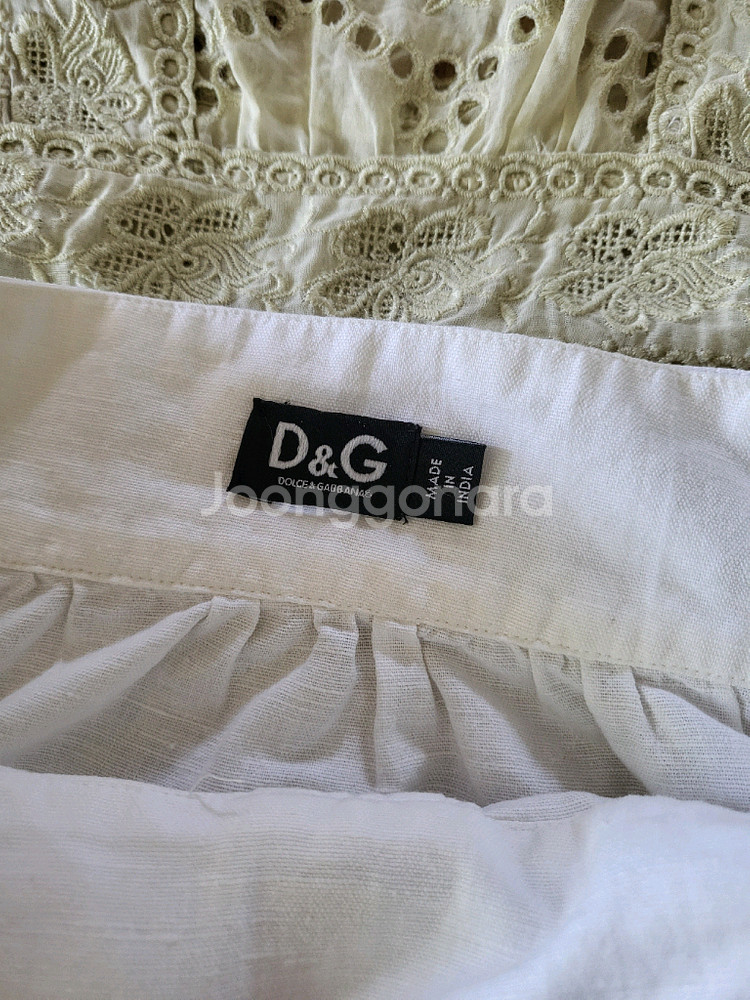 D&G
DOLCE & GABBANA
MADE
IN
INDIA
Joonggonara